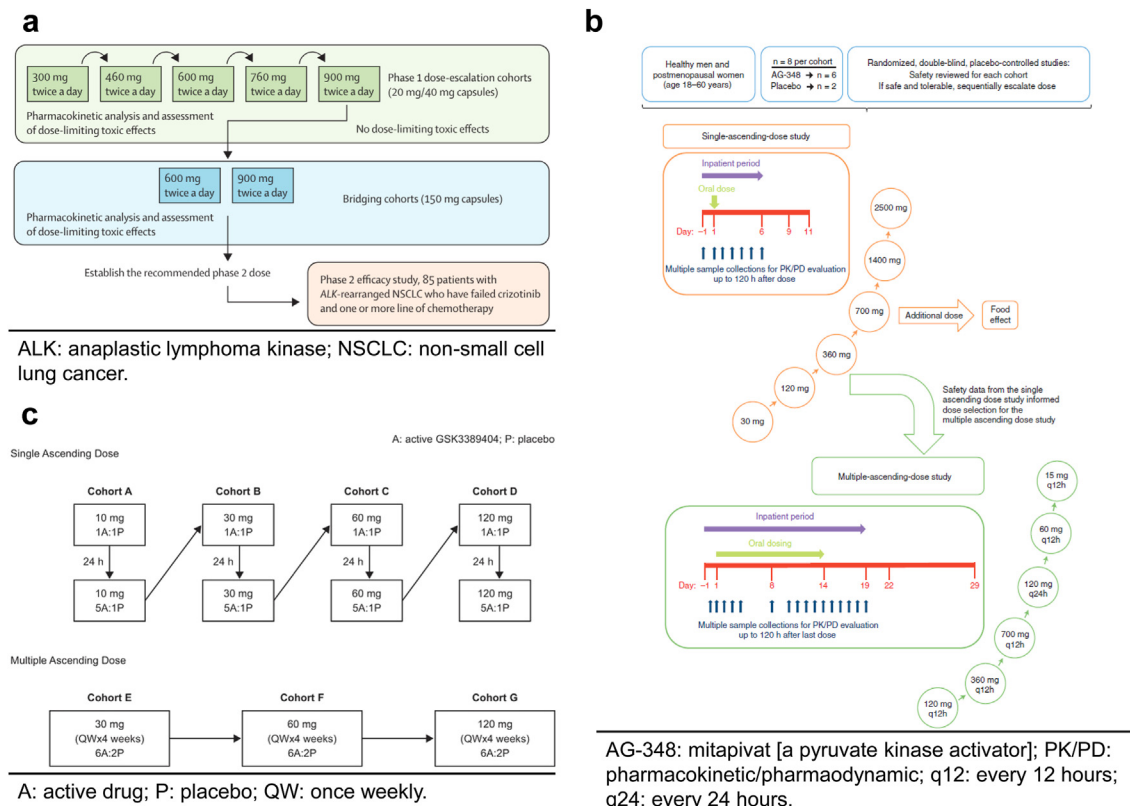 a
300 mg
twice a day
460 mg
twice a day
600 mg
twice a day
760 mg
twice a day
900 mg
twice a day
Phase 1 dose-escalation cohorts
(20 mg/40 mg capsules)
Pharmacokinetic analysis and assessment
of dose-limiting toxic effects
No dose-limiting toxic effects
600 mg
twice a day
900 mg
twice a day
Bridging cohorts (150 mg capsules)
Pharmacokinetic analysis and assessment
of dose-limiting toxic effects
Establish the recommended phase 2 dose
Phase 2 efficacy study, 85 patients with
ALK-rearranged NSCLC who have failed crizotinib
and one or more line of chemotherapy
ALK: anaplastic lymphoma kinase; NSCLC: non-small cell
lung cancer.
c
A: active GSK3389404; P: placebo
Single Ascending Dose
Cohort A
Cohort B
Cohort C
Cohort D
10 mg
1A:1P
30 mg
1A:1P
60 mg
1A:1P
120 mg
1A:1P
24 h
24 h
24 h
24 h
10 mg
5A:1P
30 mg
5A:1P
60 mg
5A:1P
120 mg
5A:1P
Multiple Ascending Dose
Cohort E
Cohort F
Cohort G
30 mg
(QWx4 weeks)
6A:2P
60 mg
(QWx4 weeks)
6A:2P
120 mg
(QWx4 weeks)
6A:2P
A: active drug; P: placebo; QW: once weekly.
b
Healthy men and
postmenopausal women
(age 18–60 years)
n = 8 per cohort
AG-348 → n = 6
Placebo → n = 2
Randomized, double-blind, placebo-controlled studies:
Safety reviewed for each cohort
If safe and tolerable, sequentially escalate dose
Single-ascending-dose study
Inpatient period
Oral dose
Day: –1 1 6 9 11
Multiple sample collections for PK/PD evaluation
up to 120 h after dose
2500 mg
1400 mg
700 mg
Additional dose
Food
effect
360 mg
120 mg
30 mg
Safety data from the single
ascending dose study informed
dose selection for the
multiple ascending dose study
Multiple-ascending-dose study
Inpatient period
Oral dosing
Day: –1 1 8 14 19 22 29
Multiple sample collections for PK/PD evaluation
up to 120 h after last dose
15 mg
q12h
60 mg
q12h
120 mg
q24h
700 mg
q12h
360 mg
q12h
120 mg
q12h
AG-348: mitapivat [a pyruvate kinase activator]; PK/PD:
pharmacokinetic/pharmaodynamic; q12: every 12 hours;
q24: every 24 hours.